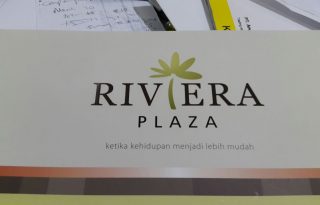 RIVIERA
PLAZA
ketika kehidupan menjadi lebih mudah